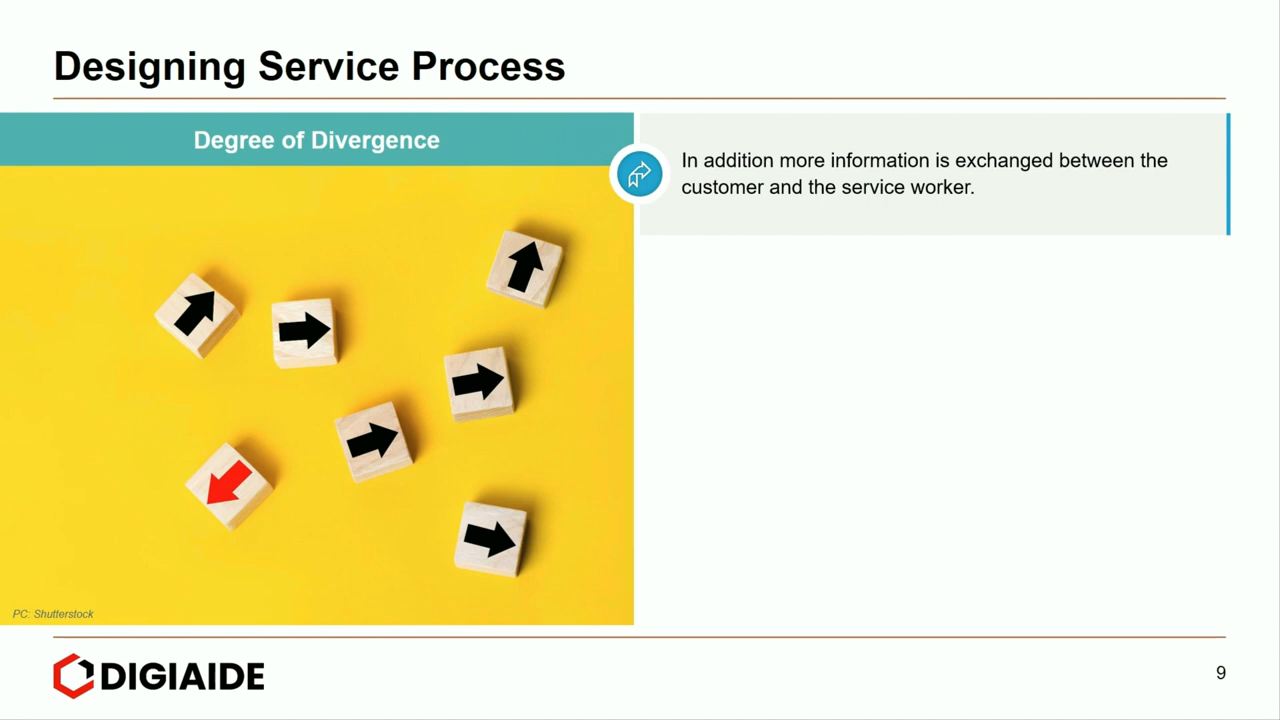 Designing Service Process
Degree of Divergence
In addition more information is exchanged between the
customer and the service worker.
PC: Shutterstock
DIGIAIDE
9